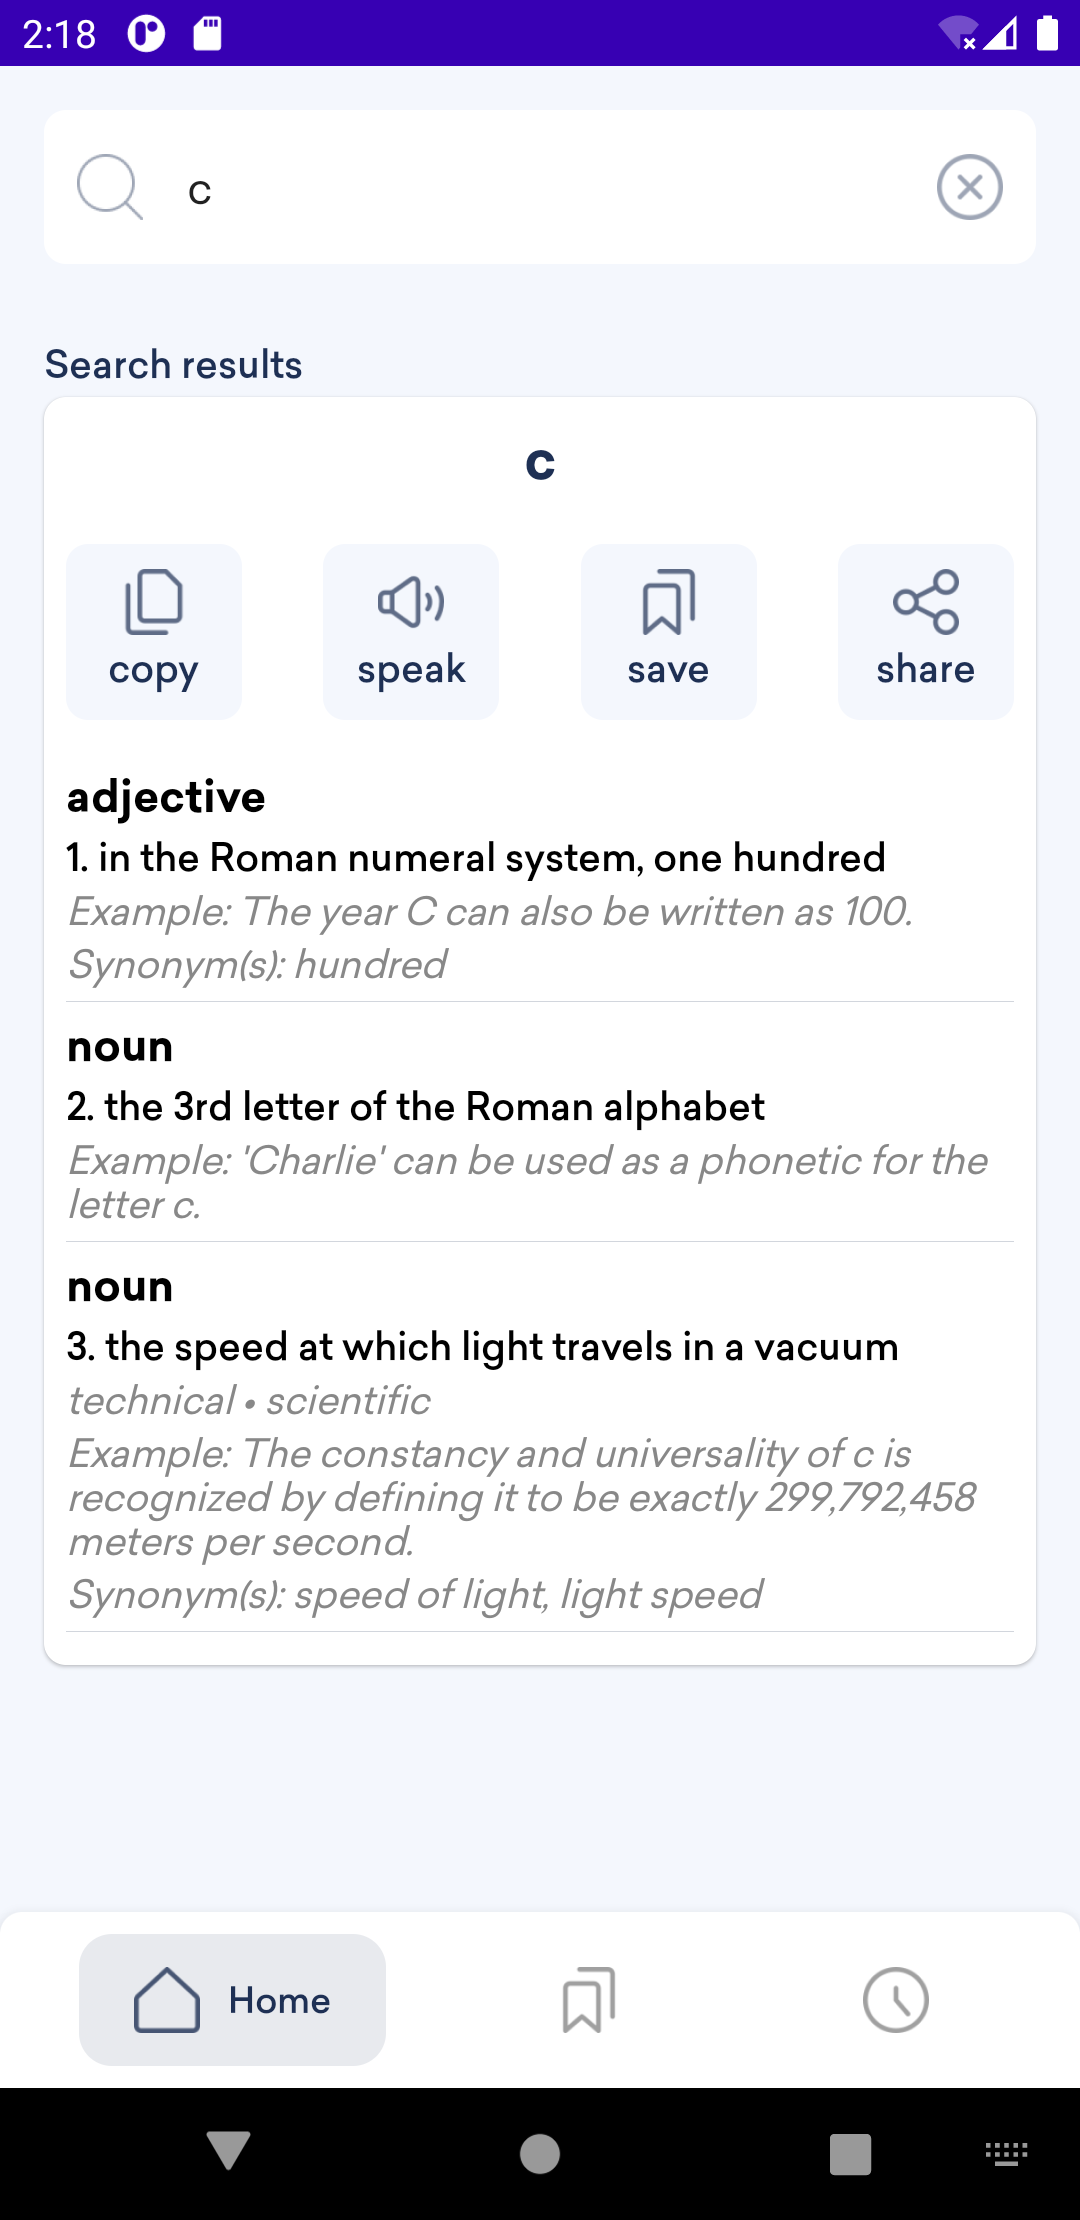 2:18
c
Search results
c
copy
speak
save
share
adjective
1. in the Roman numeral system, one hundred
Example: The year C can also be written as 100.
Synonym(s): hundred
noun
2. the 3rd letter of the Roman alphabet
Example: 'Charlie' can be used as a phonetic for the
letter c.
noun
3. the speed at which light travels in a vacuum
technical • scientific
Example: The constancy and universality of c is
recognized by defining it to be exactly 299,792,458
meters per second.
Synonym(s): speed of light, light speed
Home